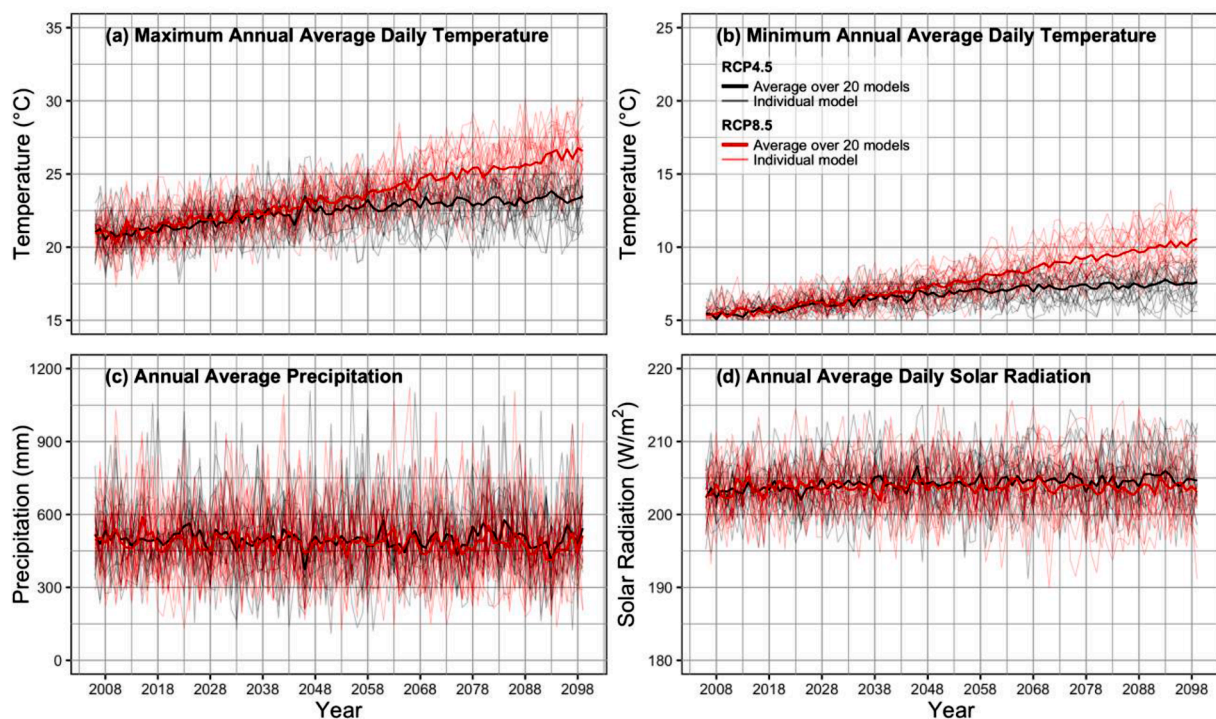 (a) Maximum Annual Average Daily Temperature
Temperature (°C)
35
30
25
20
15
(b) Minimum Annual Average Daily Temperature
RCP4.5
Average over 20 models
Individual model
RCP8.5
Average over 20 models
Individual model
Temperature (°C)
25
20
15
10
5
(c) Annual Average Precipitation
Precipitation (mm)
1200
900
600
300
0
2008 2018 2028 2038 2048 2058 2068 2078 2088 2098
Year
(d) Annual Average Daily Solar Radiation
Solar Radiation (W/m²)
220
210
200
190
180
2008 2018 2028 2038 2048 2058 2068 2078 2088 2098
Year